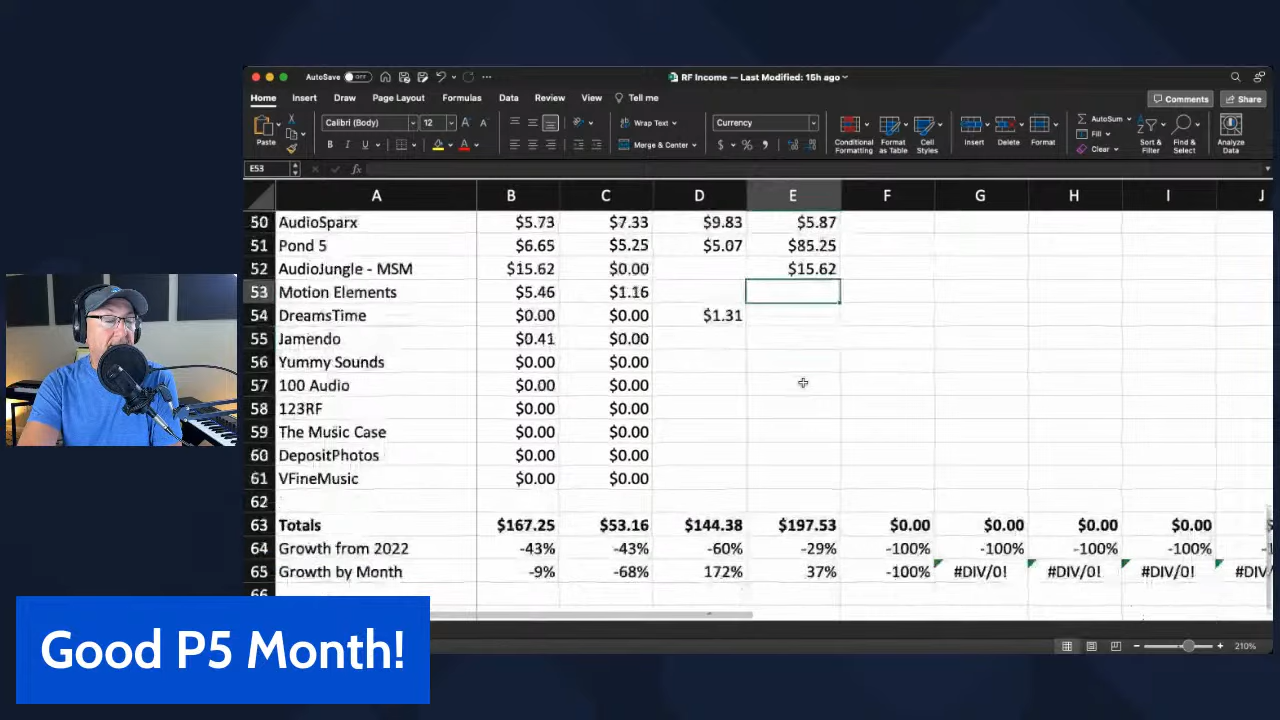 AutoSave OFF RF Income — Last Modified: 15h ago
Home Insert Draw Page Layout Formulas Data Review View Tell me Comments Share
Paste Calibri (Body) 12 Wrap Text Currency Conditional Formatting Format as Table Cell Styles Insert Delete Format AutoSum Fill Clear Sort & Filter Find & Select Analyze Data
B I U A Merge & Center $ % ,
E53 fx
A B C D E F G H I J
50 AudioSparx $5.73 $7.33 $9.83 $5.87
51 Pond 5 $6.65 $5.25 $5.07 $85.25
52 AudioJungle - MSM $15.62 $0.00 $15.62
53 Motion Elements $5.46 $1.16
54 DreamsTime $0.00 $0.00 $1.31
55 Jamendo $0.41 $0.00
56 Yummy Sounds $0.00 $0.00
57 100 Audio $0.00 $0.00
58 123RF $0.00 $0.00
59 The Music Case $0.00 $0.00
60 DepositPhotos $0.00 $0.00
61 VFineMusic $0.00 $0.00
62
63 Totals $167.25 $53.16 $144.38 $197.53 $0.00 $0.00 $0.00 $0.00
64 Growth from 2022 -43% -43% -60% -29% -100% -100% -100% -100%
65 Growth by Month -9% -68% 172% 37% -100% #DIV/0! #DIV/0! #DIV/0!
Good P5 Month!
210%